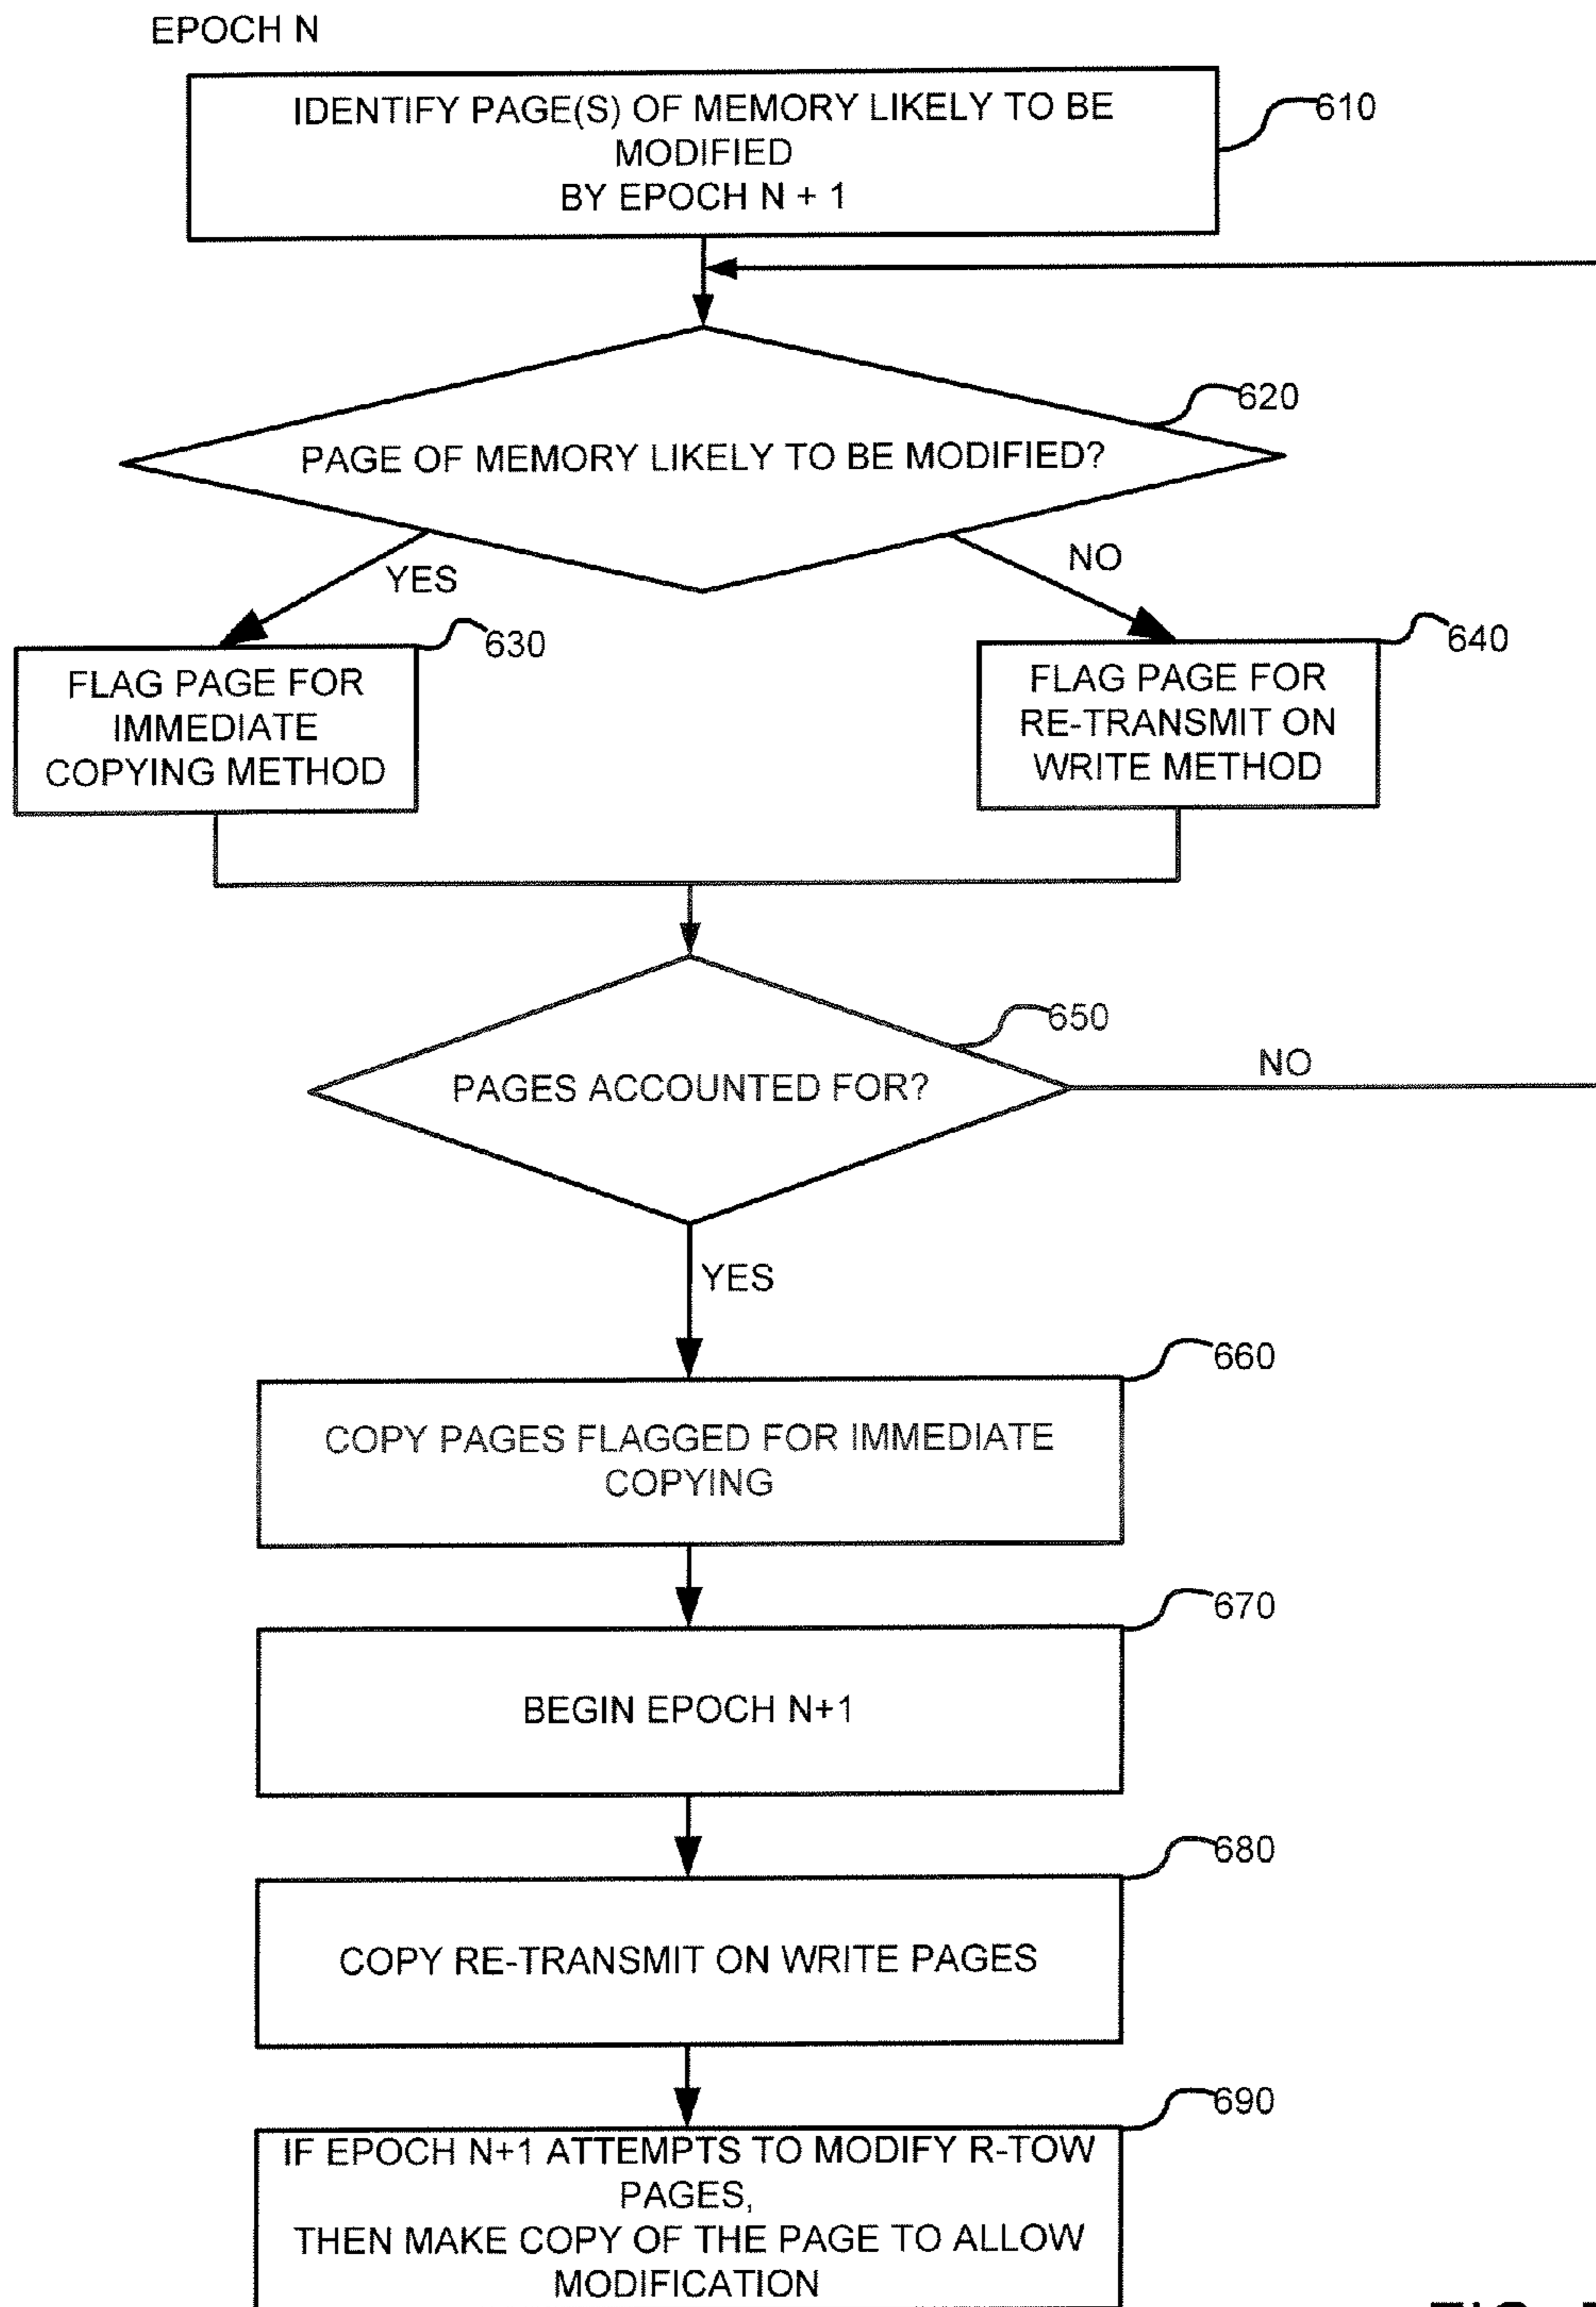 EPOCH N
IDENTIFY PAGE(S) OF MEMORY LIKELY TO BE
MODIFIED
BY EPOCH N + 1
610
620
PAGE OF MEMORY LIKELY TO BE MODIFIED?
YES
NO
630
640
FLAG PAGE FOR
IMMEDIATE
COPYING METHOD
FLAG PAGE FOR
RE-TRANSMIT ON
WRITE METHOD
650
PAGES ACCOUNTED FOR?
NO
YES
660
COPY PAGES FLAGGED FOR IMMEDIATE
COPYING
670
BEGIN EPOCH N+1
680
COPY RE-TRANSMIT ON WRITE PAGES
690
IF EPOCH N+1 ATTEMPTS TO MODIFY R-TOW
PAGES,
THEN MAKE COPY OF THE PAGE TO ALLOW
MODIFICATION